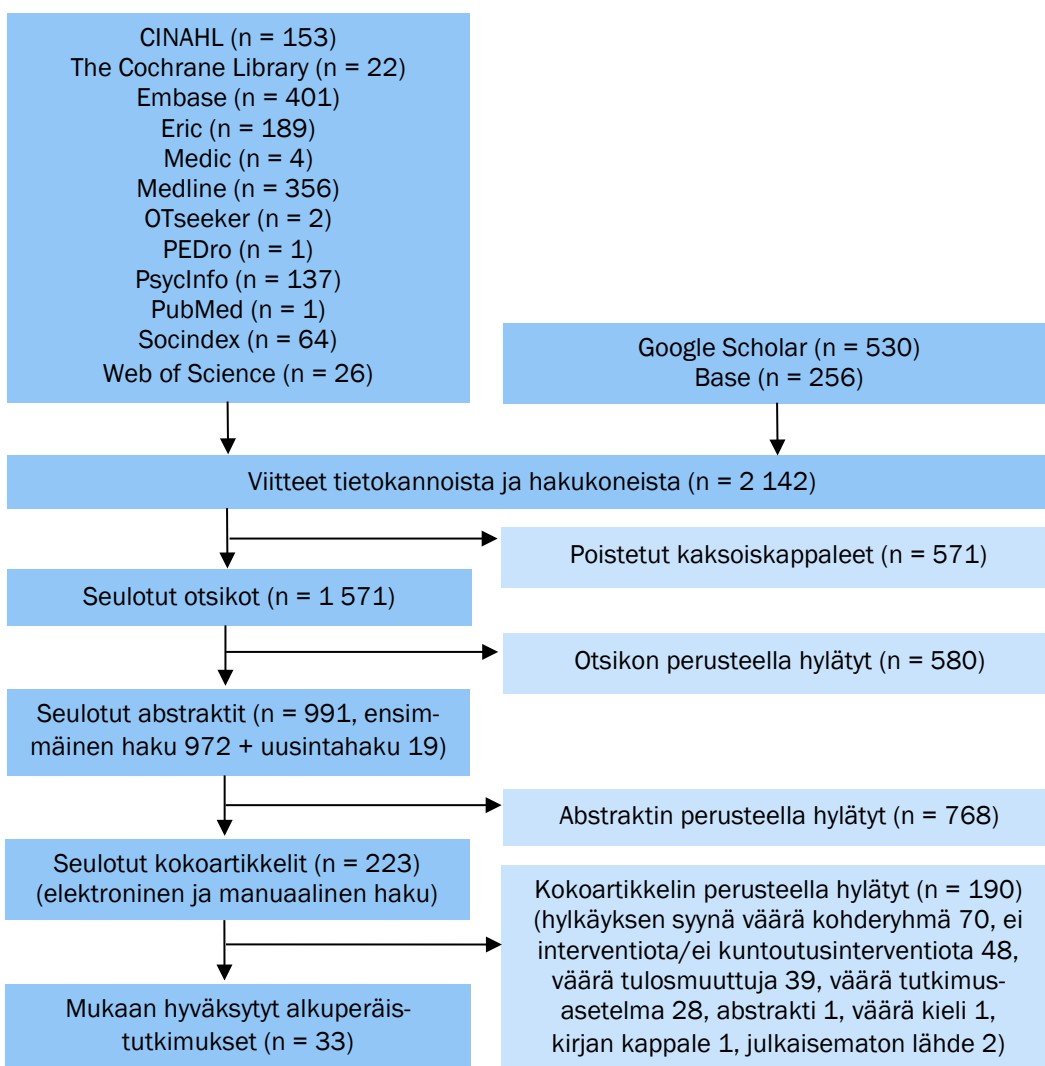 CINAHL (n = 153)
The Cochrane Library (n = 22)
Embase (n = 401)
Eric (n = 189)
Medic (n = 4)
Medline (n = 356)
OTseeker (n = 2)
PEDro (n = 1)
PsycInfo (n = 137)
PubMed (n = 1)
Socindex (n = 64)
Web of Science (n = 26)
Google Scholar (n = 530)
Base (n = 256)
Viitteet tietokannoista ja hakukoneista (n = 2 142)
Poistetut kaksoiskappaleet (n = 571)
Seulotut otsikot (n = 1 571)
Otsikon perusteella hylätyt (n = 580)
Seulotut abstraktit (n = 991, ensim-
mäinen haku 972 + uusintahaku 19)
Abstraktin perusteella hylätyt (n = 768)
Seulotut kokoartikkelit (n = 223)
(elektroninen ja manuaalinen haku)
Kokoartikkelin perusteella hylätyt (n = 190)
(hylkäyksen syynä väärä kohderyhmä 70, ei
interventiota/ei kuntoutusinterventiota 48,
väärä tulosmuuttuja 39, väärä tutkimus-
asetelma 28, abstrakti 1, väärä kieli 1,
kirjan kappale 1, julkaisematon lähde 2)
Mukaan hyväksytyt alkuperäis-
tutkimukset (n = 33)